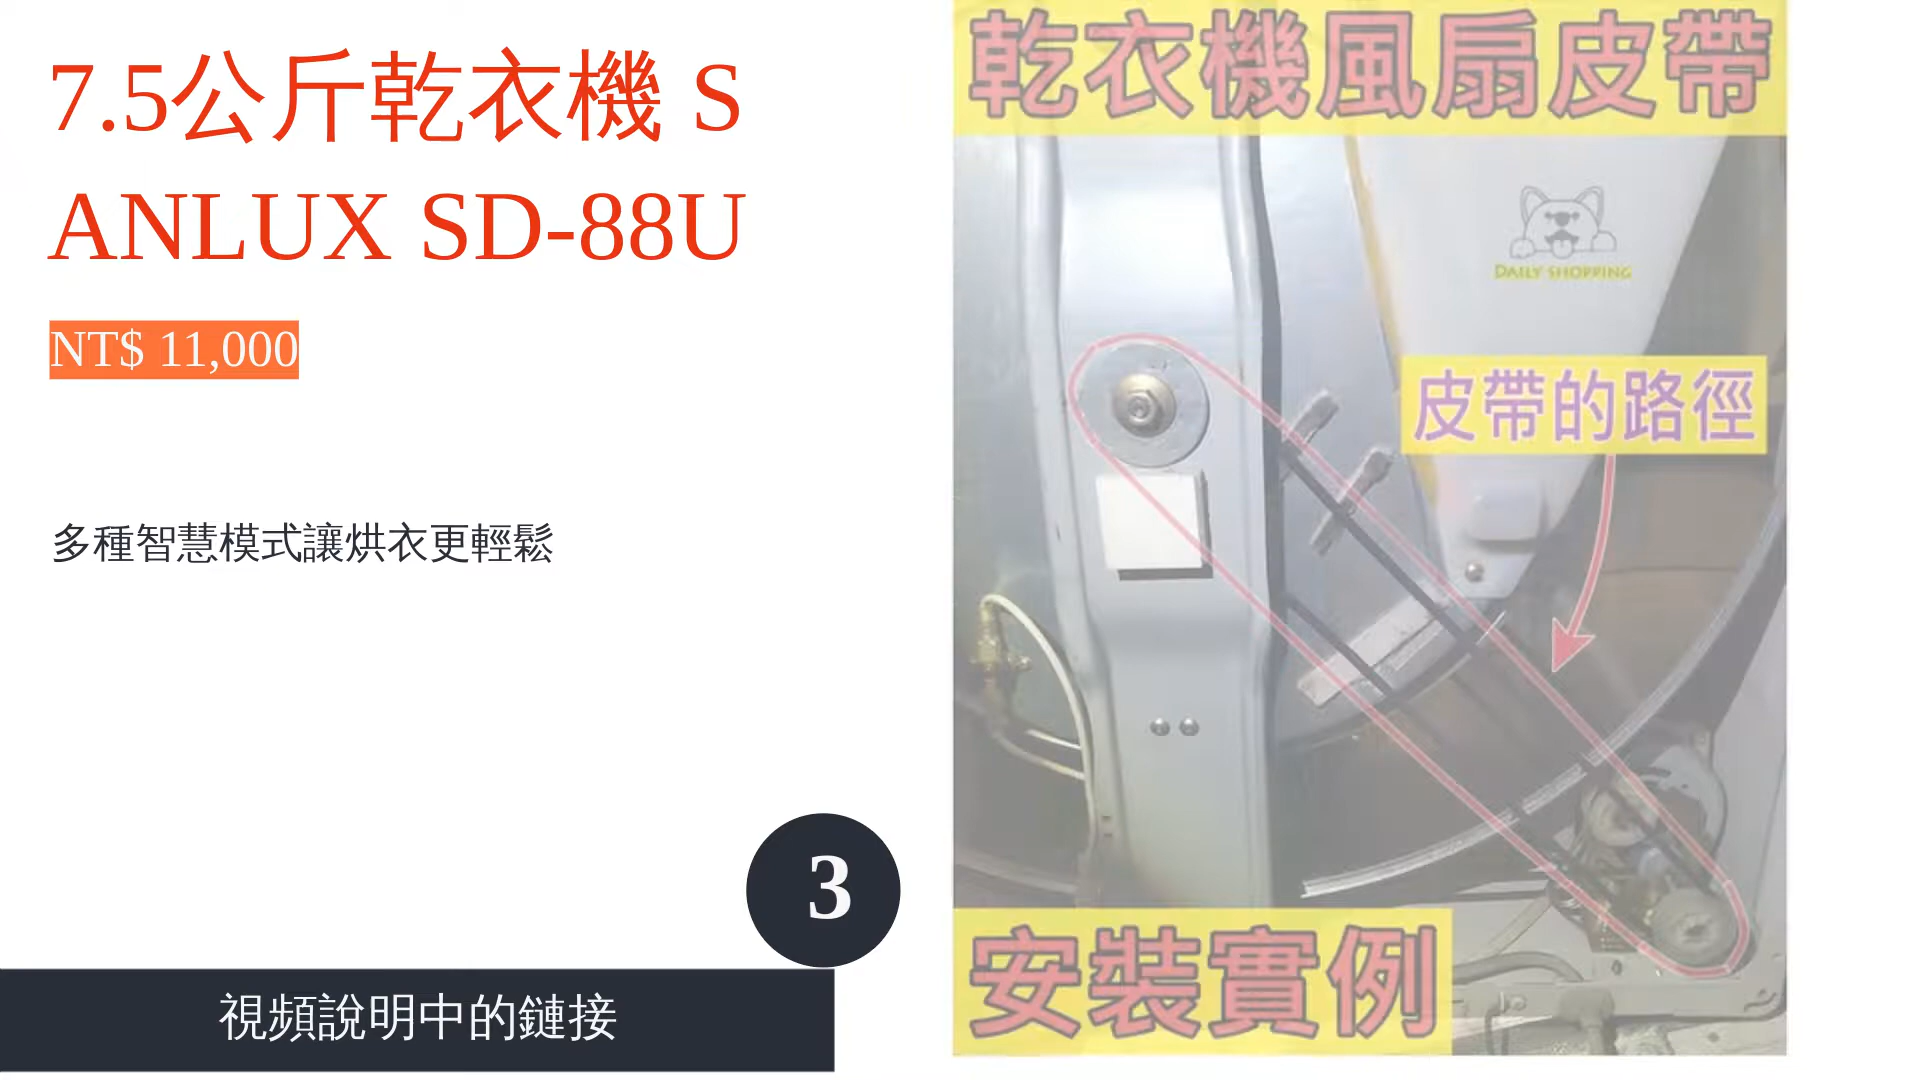 7.5公斤乾衣機 S
ANLUX SD-88U
NT$ 11,000
多種智慧模式讓烘衣更輕鬆
3
視頻說明中的鏈接
乾衣機風扇皮帶
DAILY SHOPPING
皮帶的路徑
安裝實例